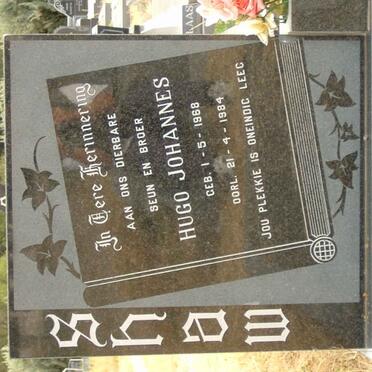 In Tere Herinnering
AAN ONS DIERBARE
SEUN EN BROER
HUGO JOHANNES
GEB. 1-5-1968
OORL. 21-4-1984
JOU PLEKKIE IS ONEINDIG LEEG
Shaw